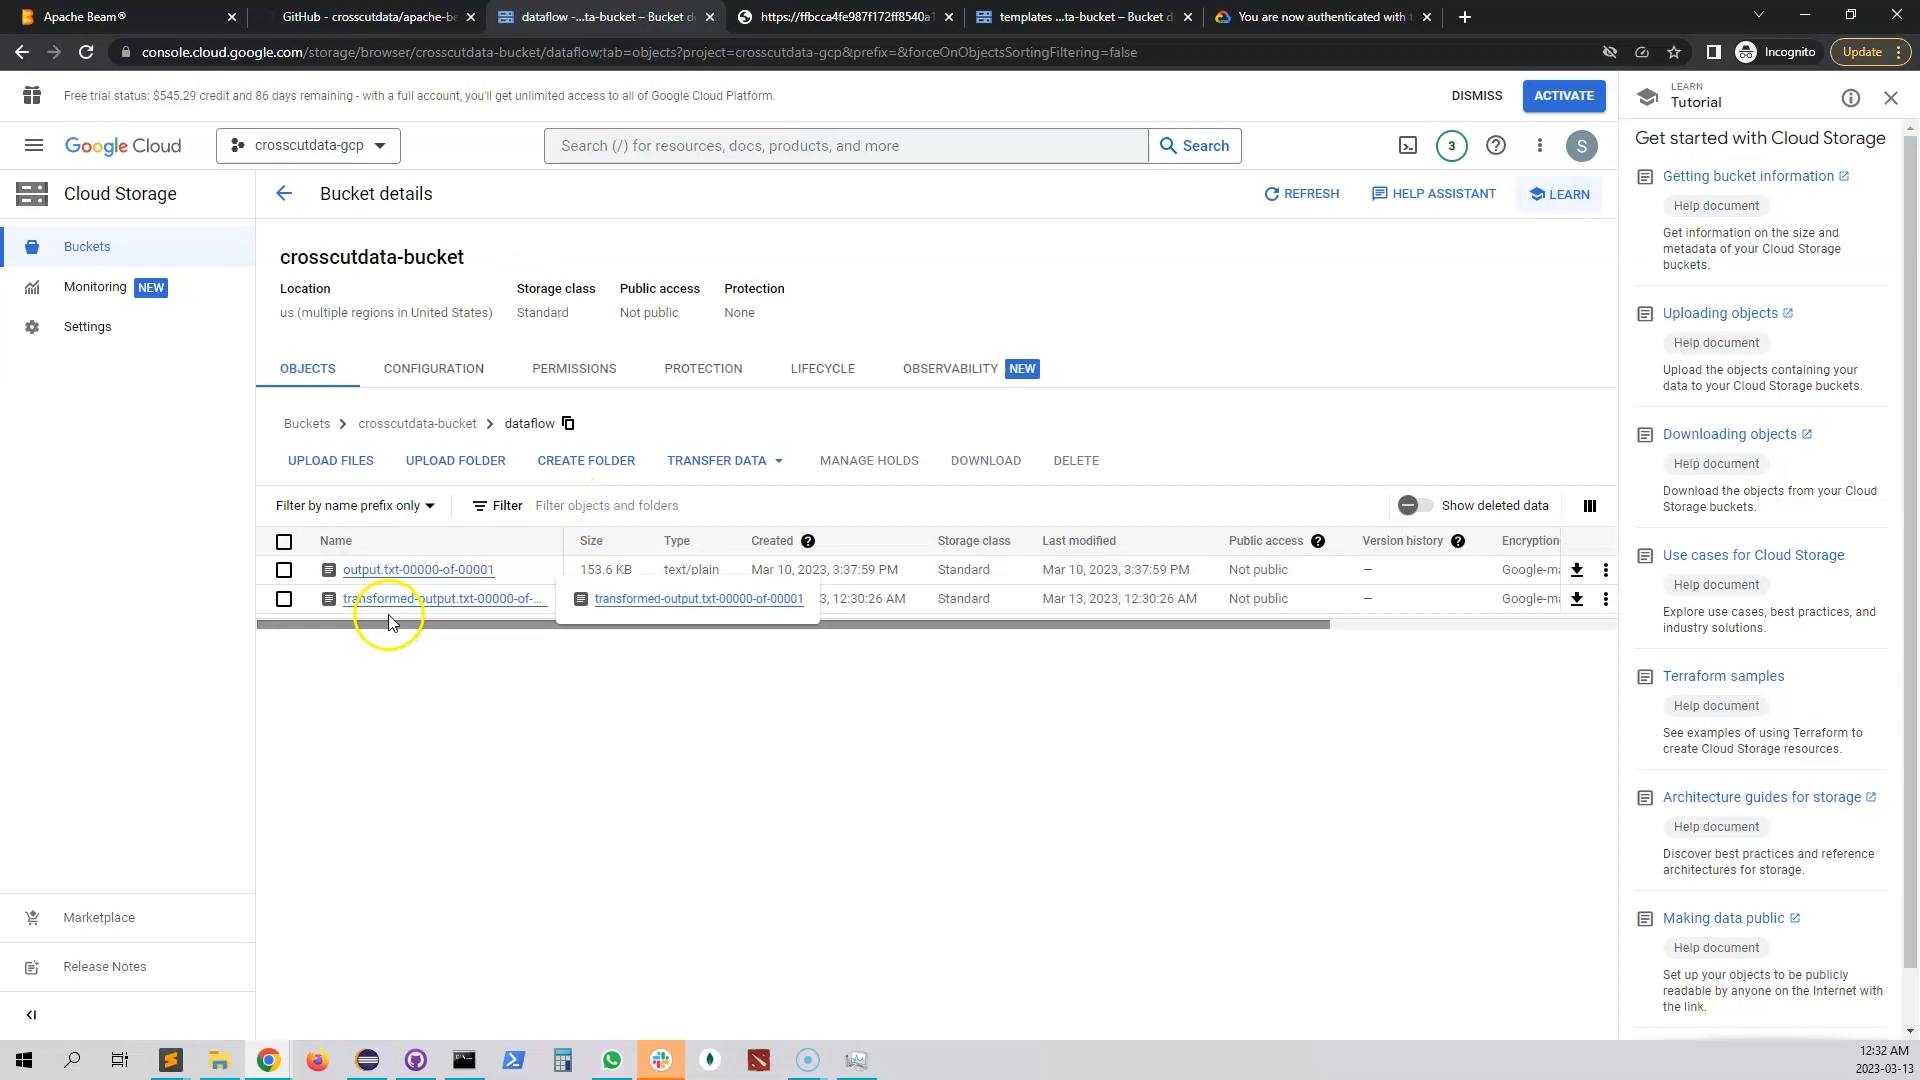 Apache Beam®
GitHub - crosscutdata/apache-be
dataflow -...ta-bucket – Bucket de
https://ffbcca4fe987f172ff8540a1
templates ...ta-bucket – Bucket d
You are now authenticated with
console.cloud.google.com/storage/browser/crosscutdata-bucket/dataflow;tab=objects?project=crosscutdata-gcp&prefix=&forceOnObjectsSortingFiltering=false
Incognito
Update
Free trial status: $545.29 credit and 86 days remaining - with a full account, you'll get unlimited access to all of Google Cloud Platform.
DISMISS
ACTIVATE
Google Cloud
crosscutdata-gcp
Search (/) for resources, docs, products, and more
Search
3
S
Cloud Storage
Buckets
Monitoring NEW
Settings
Marketplace
Release Notes
Bucket details
REFRESH
HELP ASSISTANT
LEARN
crosscutdata-bucket
Location Storage class Public access Protection
us (multiple regions in United States) Standard Not public None
OBJECTS CONFIGURATION PERMISSIONS PROTECTION LIFECYCLE OBSERVABILITY NEW
Buckets > crosscutdata-bucket > dataflow
UPLOAD FILES UPLOAD FOLDER CREATE FOLDER TRANSFER DATA MANAGE HOLDS DOWNLOAD DELETE
Filter by name prefix only Filter Filter objects and folders Show deleted data
Name Size Type Created Storage class Last modified Public access Version history Encryption
output.txt-00000-of-00001 153.6 KB text/plain Mar 10, 2023, 3:37:59 PM Standard Mar 10, 2023, 3:37:59 PM Not public — Google-ma
transformed-output.txt-00000-of-... transformed-output.txt-00000-of-00001 3, 12:30:26 AM Standard Mar 13, 2023, 12:30:26 AM Not public — Google-ma
LEARN
Tutorial
Get started with Cloud Storage
Getting bucket information
Help document
Get information on the size and
metadata of your Cloud Storage
buckets.
Uploading objects
Help document
Upload the objects containing your
data to your Cloud Storage buckets.
Downloading objects
Help document
Download the objects from your Cloud
Storage buckets.
Use cases for Cloud Storage
Help document
Explore use cases, best practices, and
industry solutions.
Terraform samples
Help document
See examples of using Terraform to
create Cloud Storage resources.
Architecture guides for storage
Help document
Discover best practices and reference
architectures for storage.
Making data public
Help document
Set up your objects to be publicly
readable by anyone on the Internet with
the link.
12:32 AM
2023-03-13